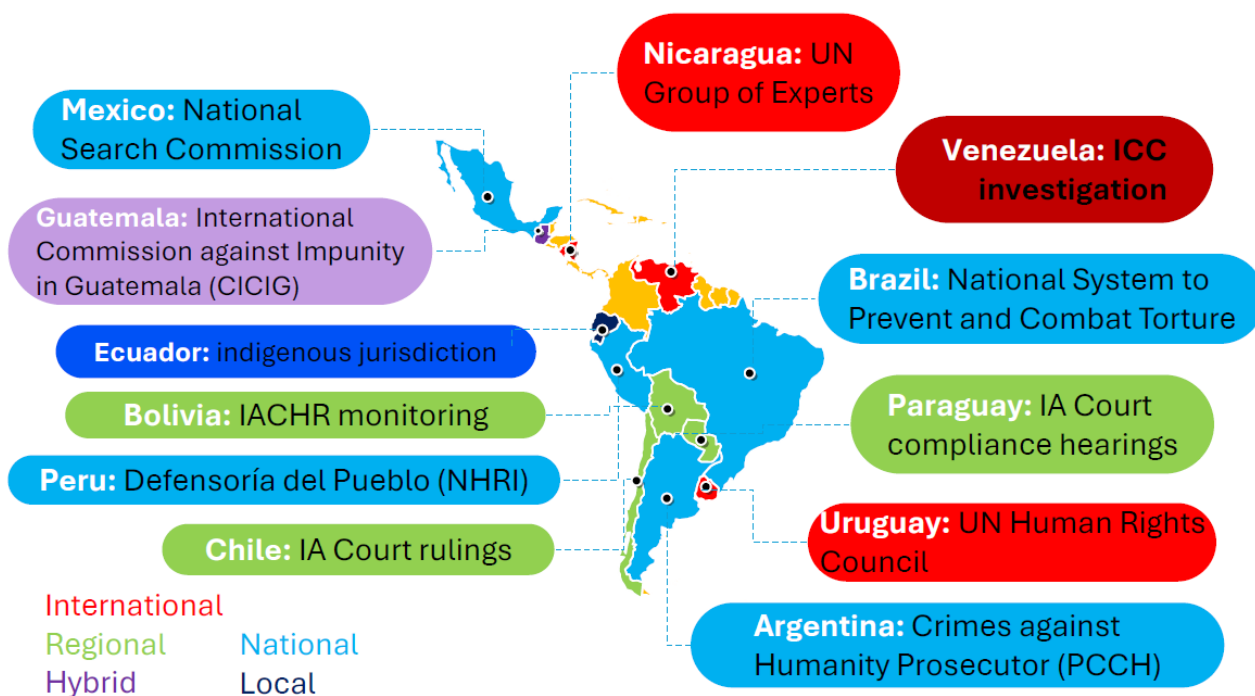 Nicaragua: UN
Group of Experts
Mexico: National
Search Commission
Venezuela: ICC
investigation
Guatemala: International
Commission against Impunity
in Guatemala (CICIG)
Brazil: National System to
Prevent and Combat Torture
Ecuador: indigenous jurisdiction
Bolivia: IACHR monitoring
Paraguay: IA Court
compliance hearings
Peru: Defensoría del Pueblo (NHRI)
Uruguay: UN Human Rights
Council
Chile: IA Court rulings
Argentina: Crimes against
Humanity Prosecutor (PCCH)
International
Regional National
Hybrid Local